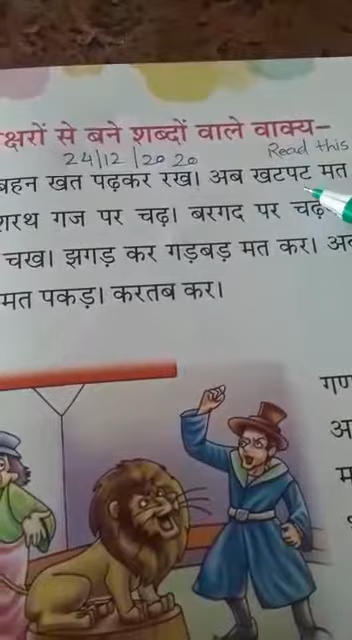 क्षरों से बने शब्दों वाले वाक्य–
24/12/2020 Read this
बहन खत पढ़कर रख। अब खटपट मत
गज पर चढ़। बरगद पर चढ़
चख। झगड़ कर गड़बड़ मत कर।
मत पकड़। करतब कर।